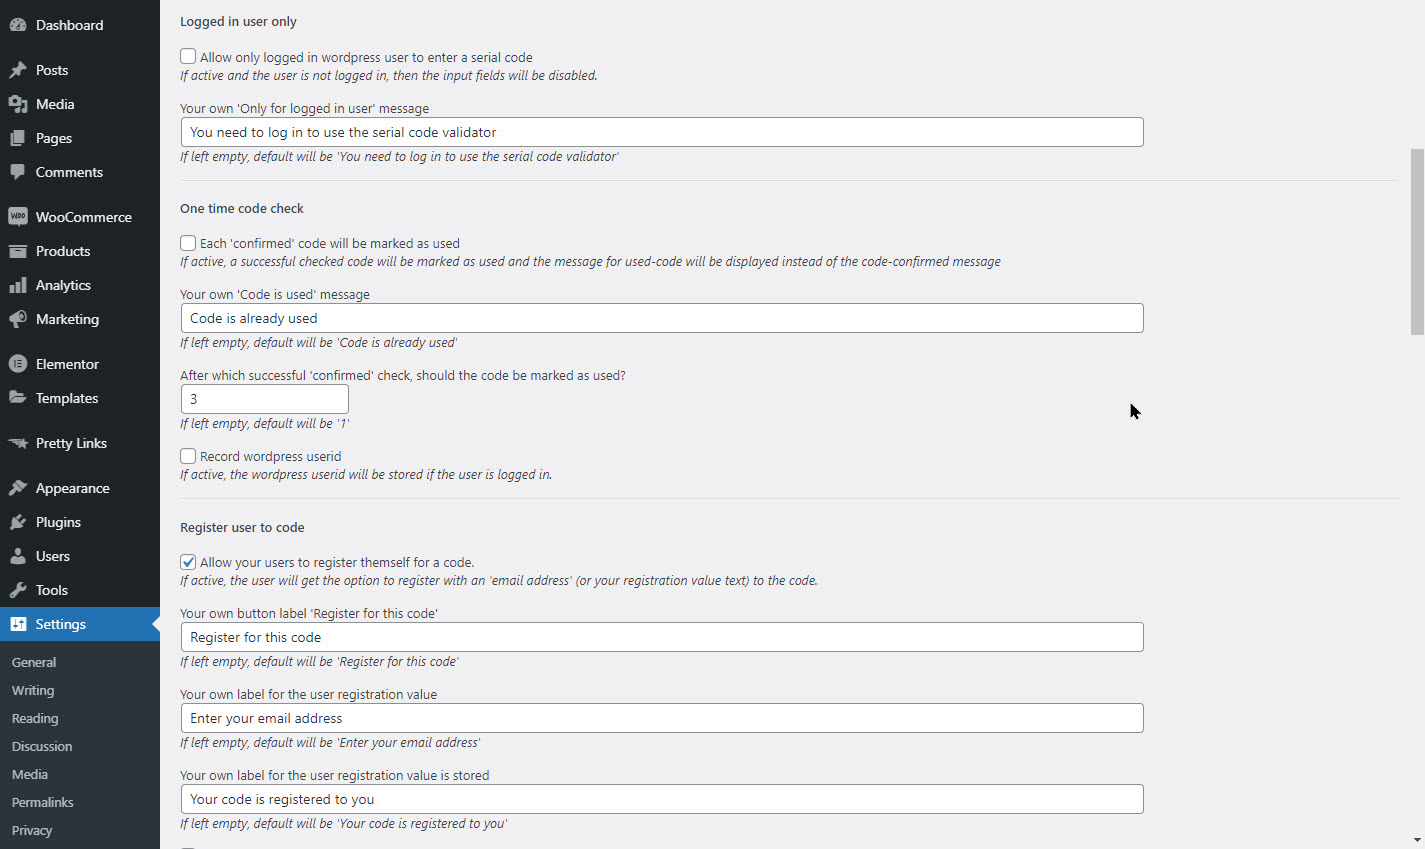 Dashboard
Posts
Media
Pages
Comments
WOO
WooCommerce
Products
Analytics
Marketing
Elementor
Templates
Pretty Links
Appearance
Plugins
Users
Tools
Settings
General
Writing
Reading
Discussion
Media
Permalinks
Privacy
Logged in user only
Allow only logged in wordpress user to enter a serial code
If active and the user is not logged in, then the input fields will be disabled.
Your own 'Only for logged in user' message
You need to log in to use the serial code validator
If left empty, default will be 'You need to log in to use the serial code validator'
One time code check
Each 'confirmed' code will be marked as used
If active, a successful checked code will be marked as used and the message for used-code will be displayed instead of the code-confirmed message
Your own 'Code is used' message
Code is already used
If left empty, default will be 'Code is already used'
After which successful 'confirmed' check, should the code be marked as used?
3
If left empty, default will be '1'
Record wordpress userid
If active, the wordpress userid will be stored if the user is logged in.
Register user to code
Allow your users to register themself for a code.
If active, the user will get the option to register with an 'email address' (or your registration value text) to the code.
Your own button label 'Register for this code'
Register for this code
If left empty, default will be 'Register for this code'
Your own label for the user registration value
Enter your email address
If left empty, default will be 'Enter your email address'
Your own label for the user registration value is stored
Your code is registered to you
If left empty, default will be 'Your code is registered to you'